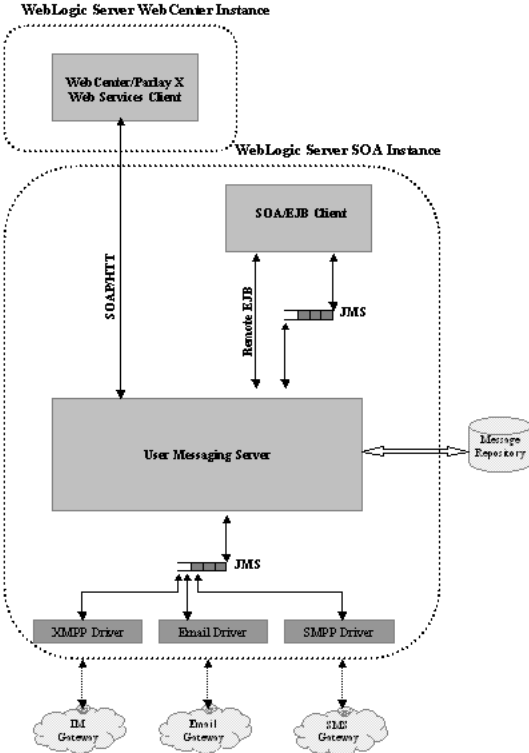 WebLogic Server WebCenter Instance
WebCenter/Parlay X
Web Services Client
WebLogic Server SOA Instance
SOA/EJB Client
SOAP/HTT
Remote EJB
JMS
User Messaging Server
Message
Repository
JMS
XMPP Driver
Email Driver
SMPP Driver
IM
Gateway
Email
Gateway
SMS
Gateway